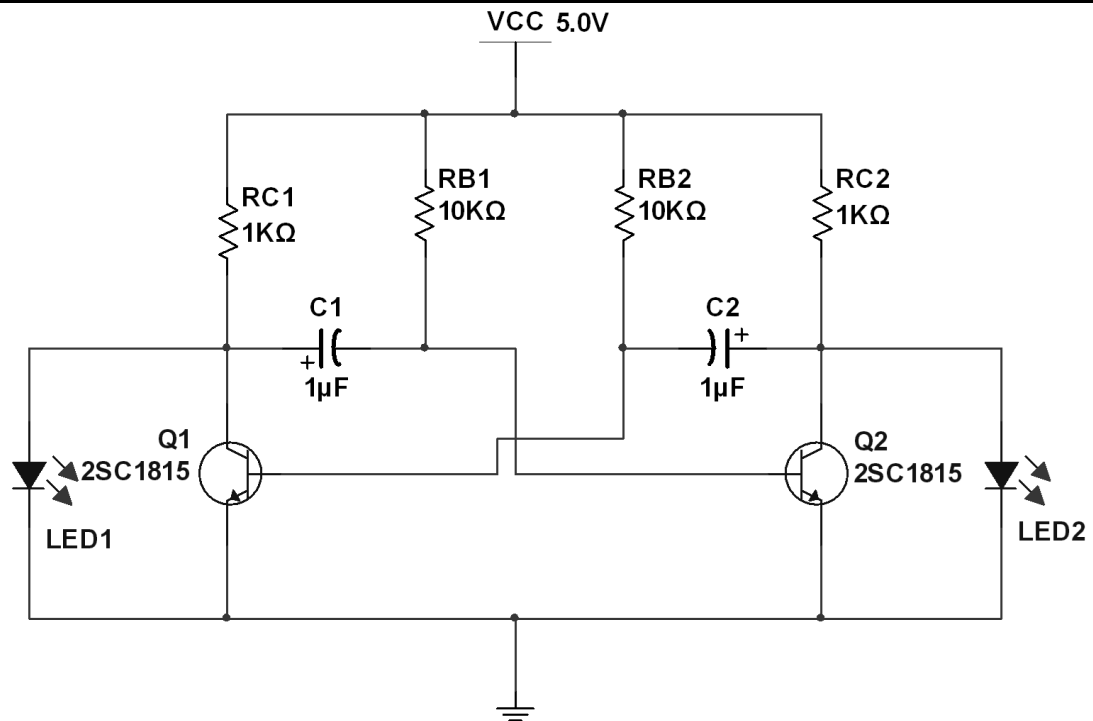 VCC 5.0V
RC1
1KΩ
RB1
10KΩ
RB2
10KΩ
RC2
1KΩ
C1
+
1µF
C2
+
1µF
Q1
2SC1815
Q2
2SC1815
LED1
LED2